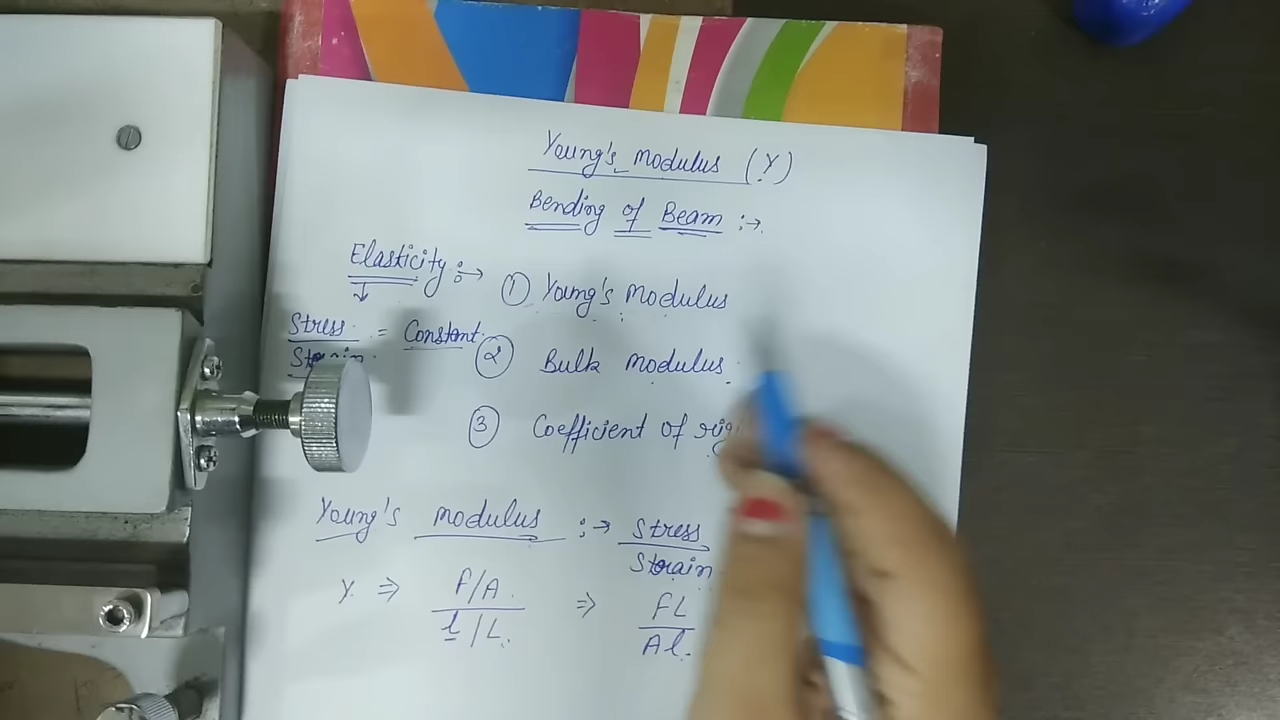 Young's modulus (Y)
Bending of Beam :→
Elasticity :→ ① Young's modulus
↓
Stress / Strain = Constant.
② Bulk modulus.
③ Coefficient of
Young's modulus :→ Stress / Strain
Y ⇒ F/A / l/L ⇒ FL / Al